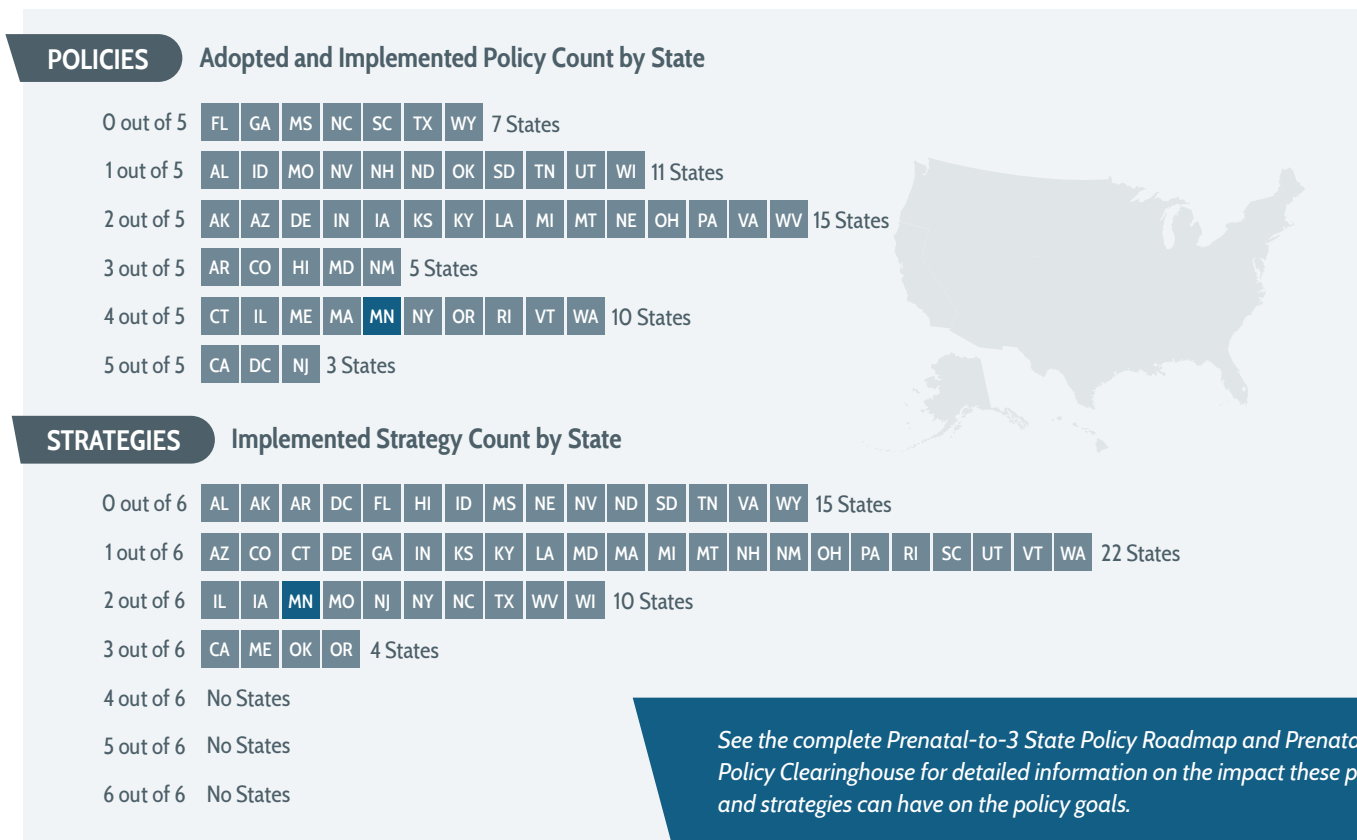 POLICIES Adopted and Implemented Policy Count by State
0 out of 5 FL GA MS NC SC TX WY 7 States
1 out of 5 AL ID MO NV NH ND OK SD TN UT WI 11 States
2 out of 5 AK AZ DE IN IA KS KY LA MI MT NE OH PA VA WV 15 States
3 out of 5 AR CO HI MD NM 5 States
4 out of 5 CT IL ME MA MN NY OR RI VT WA 10 States
5 out of 5 CA DC NJ 3 States
STRATEGIES Implemented Strategy Count by State
0 out of 6 AL AK AR DC FL HI ID MS NE NV ND SD TN VA WY 15 States
1 out of 6 AZ CO CT DE GA IN KS KY LA MD MA MI MT NH NM OH PA RI SC UT VT WA 22 States
2 out of 6 IL IA MN MO NJ NY NC TX WV WI 10 States
3 out of 6 CA ME OK OR 4 States
4 out of 6 No States
5 out of 6 No States
6 out of 6 No States
See the complete Prenatal-to-3 State Policy Roadmap and
Policy Clearinghouse for detailed information on the impact these
and strategies can have on the policy goals.